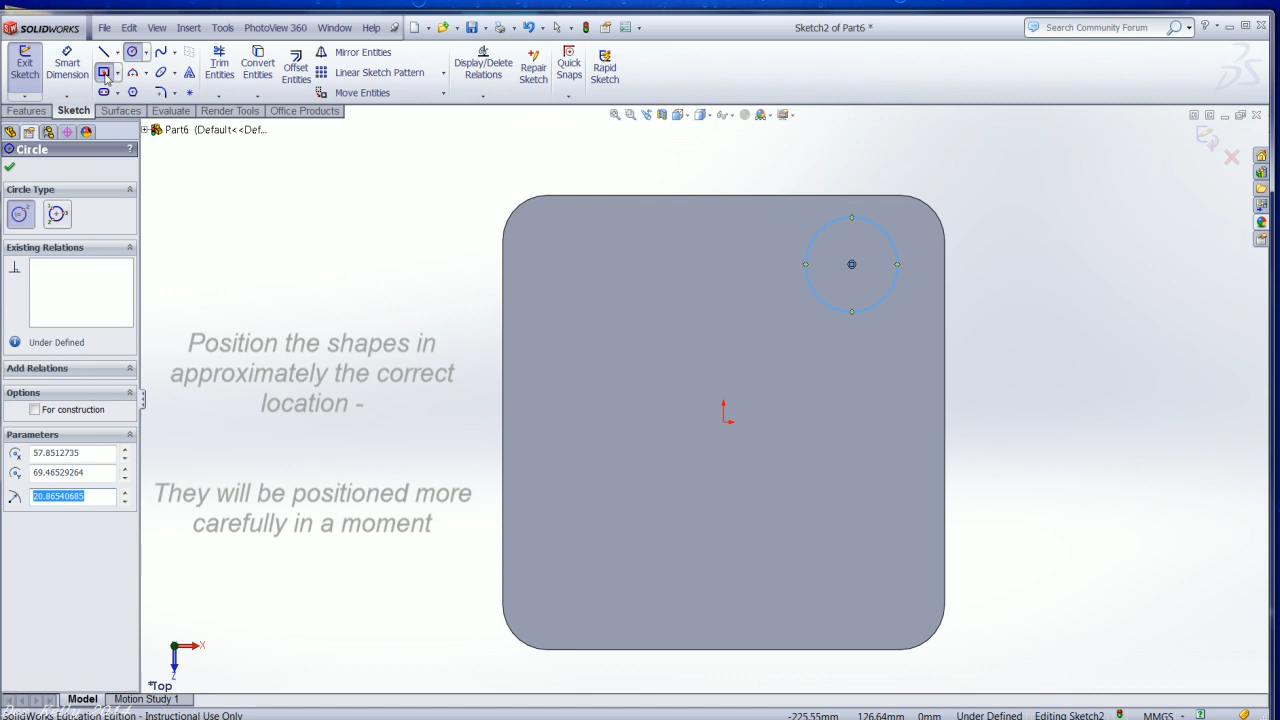 SOLIDWORKS File Edit View Insert Tools PhotoView 360 Window Help Sketch2 of Part6 * Search Community Forum
Exit Sketch Smart Dimension Trim Entities Convert Entities Offset Entities Mirror Entities Linear Sketch Pattern Move Entities Display/Delete Relations Repair Sketch Quick Snaps Rapid Sketch
Features Sketch Surfaces Evaluate Render Tools Office Products
Part6 (Default<<Def...
Circle ?
Circle Type
Existing Relations
Under Defined
Add Relations
Options
For construction
Parameters
57.8512735
69.46529264
20.86540685
Position the shapes in
approximately the correct
location -
They will be positioned more
carefully in a moment
X
Z
*Top
Model Motion Study 1
SolidWorks Education Edition - Instructional Use Only -225.55mm 126.64mm 0mm Under Defined Editing Sketch2 MMGS